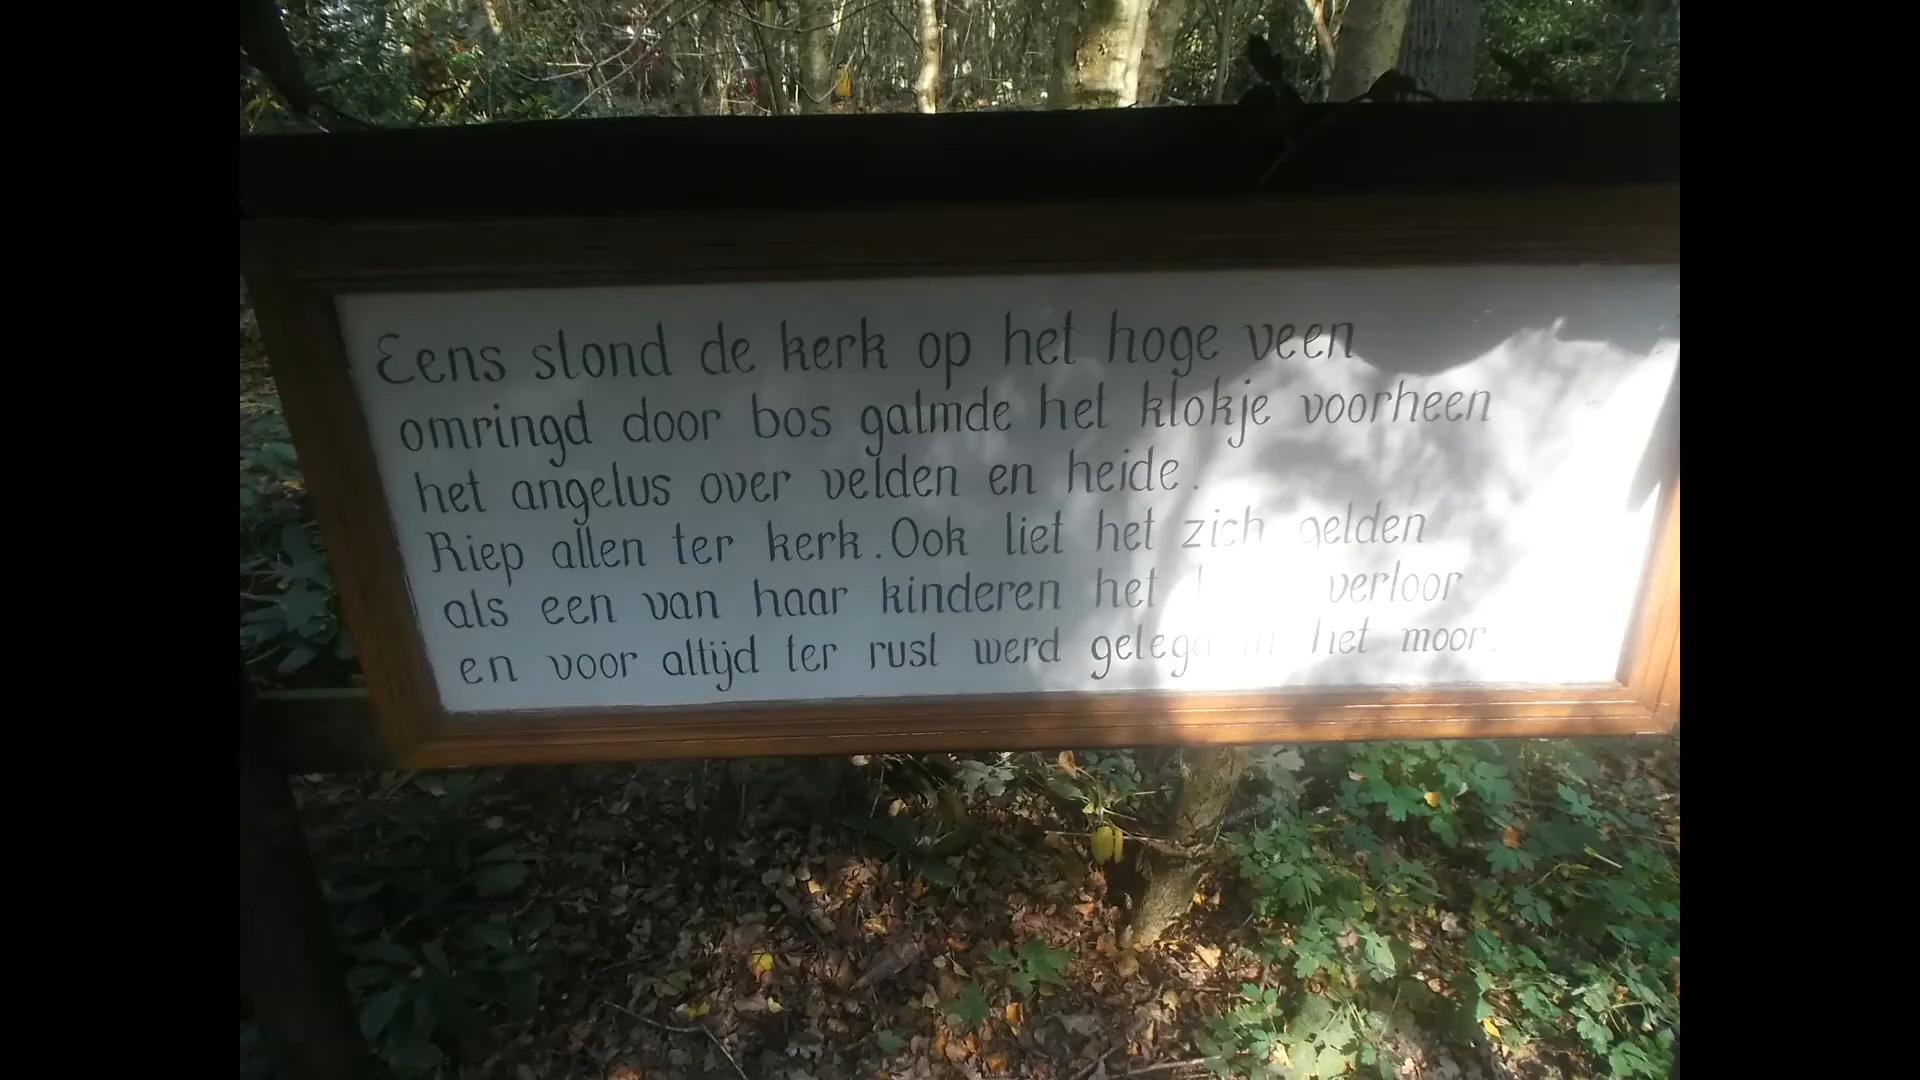 Eens stond de kerk op het hoge veen
omringd door bos galmde het klokje voorheen
het angelus over velden en heide.
Riep allen ter kerk. Ook liet het zich gelden
als een van haar kinderen het verloor
en voor altijd ter rust werd in het moor.